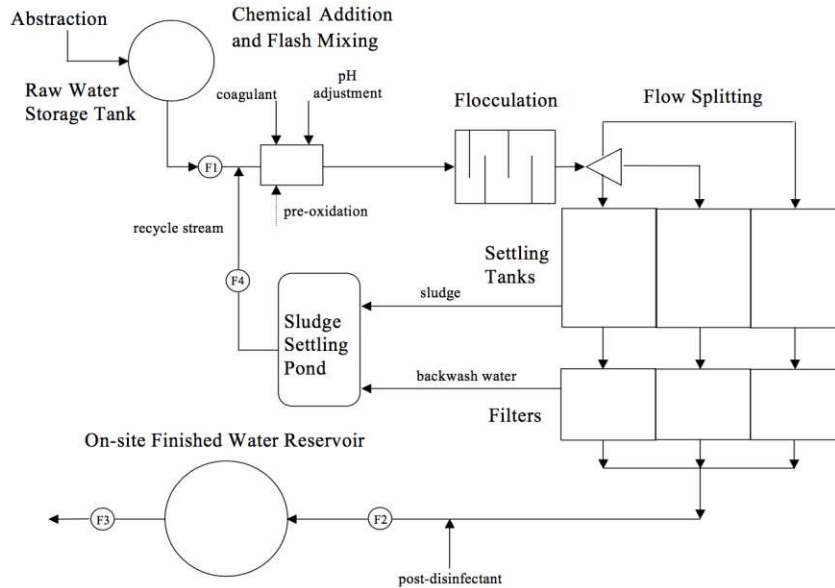 Abstraction
Chemical Addition
and Flash Mixing
Raw Water
Storage Tank
coagulant
pH
adjustment
Flocculation
Flow Splitting
F1
pre-oxidation
recycle stream
F4
Settling
Tanks
sludge
Sludge
Settling
Pond
backwash water
Filters
On-site Finished Water Reservoir
F3
F2
post-disinfectant